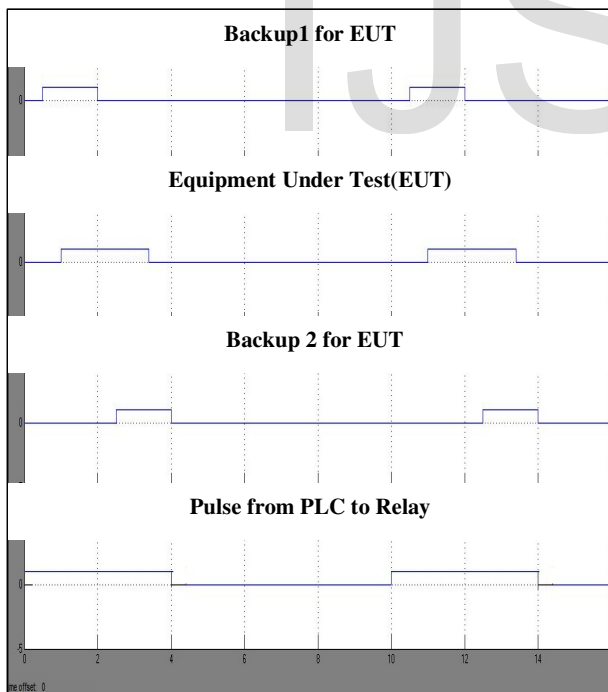 IJS
Backup1 for EUT
0
Equipment Under Test(EUT)
0
Backup 2 for EUT
0
Pulse from PLC to Relay
0
-5
0 2 4 6 8 10 12 14
me offset: 0